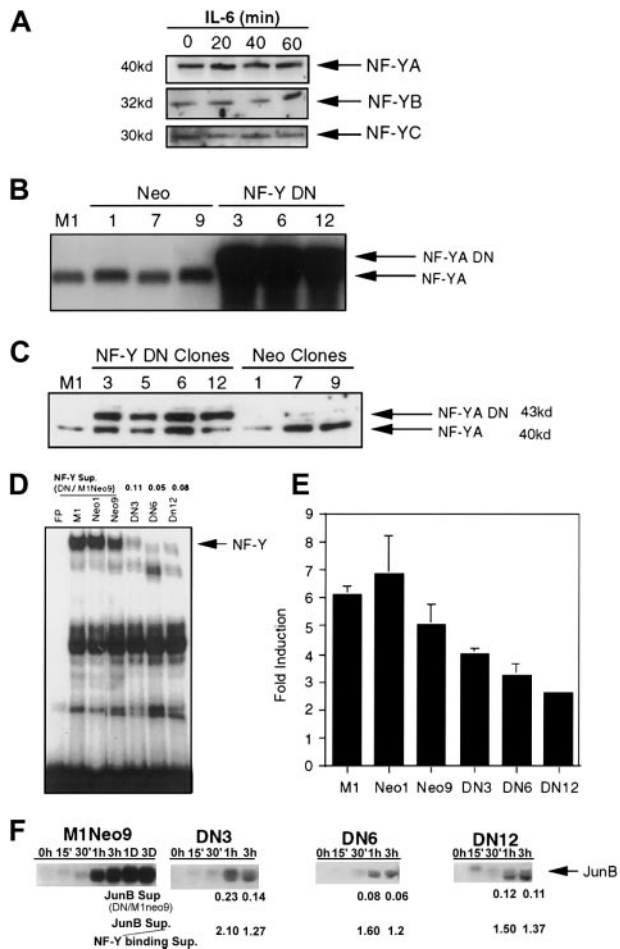 A
IL-6 (min)
0 20 40 60
40kd NF-YA
32kd NF-YB
30kd NF-YC
B
Neo NF-Y DN
M1 1 7 9 3 6 12
NF-YA DN
NF-YA
C
NF-Y DN Clones Neo Clones
M1 3 5 6 12 1 7 9
NF-YA DN 43kd
NF-YA 40kd
D
NF-Y Sup.
(DN / M1Neo9) 0.11 0.05 0.08
FP M1 Neo1 Neo9 DN3 DN6 Dn12
NF-Y
E
Fold Induction
9
8
7
6
5
4
3
2
1
0
M1 Neo1 Neo9 DN3 DN6 DN12
F
M1Neo9 DN3 DN6 DN12
0h 15' 30' 1h 3h 1D 3D 0h 15' 30' 1h 3h 0h 15' 30' 1h 3h 0h 15' 30' 1h 3h
JunB
JunB Sup 0.23 0.14 0.08 0.06 0.12 0.11
(DN/M1neo9)
JunB Sup. 2.10 1.27 1.60 1.2 1.50 1.37
NF-Y binding Sup.